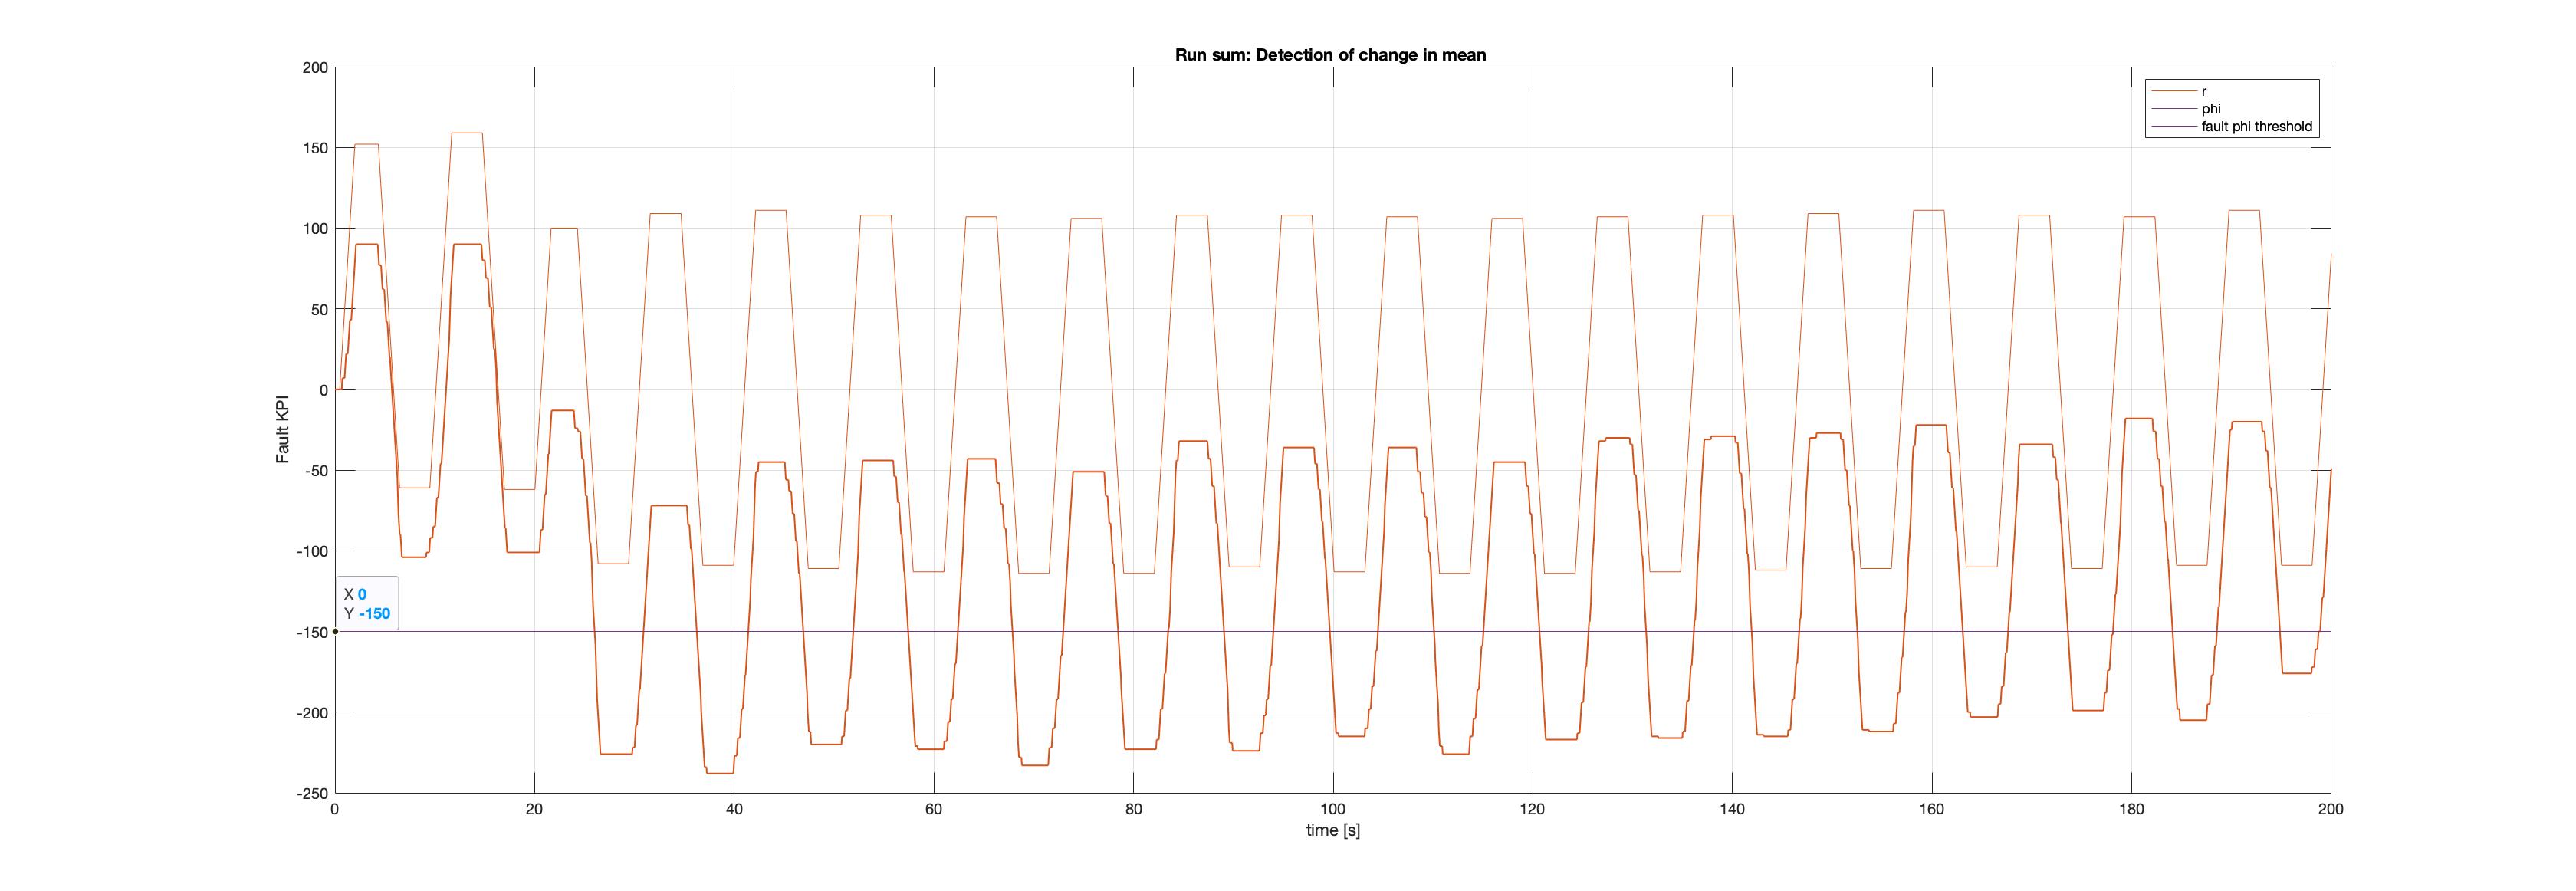 Run sum: Detection of change in mean
r
phi
fault phi threshold
200
150
100
50
0
-50
-100
-150
-200
-250
Fault KPI
X 0
Y -150
0 20 40 60 80 100 120 140 160 180 200
time [s]